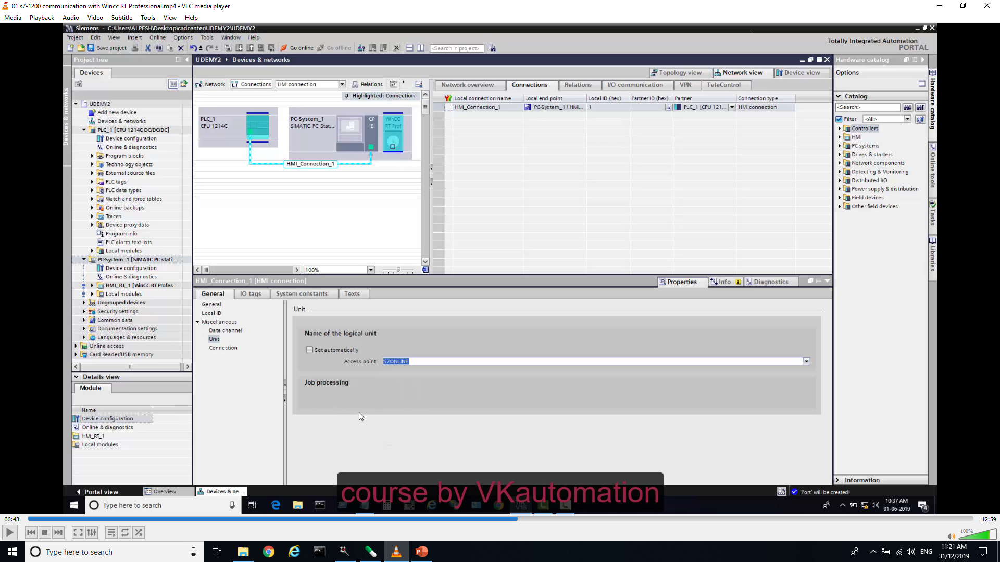 01 s7-1200 communication with Wincc RT Professional.mp4 - VLC media player
Media Playback Audio Video Subtitle Tools View Help
Siemens - C:\Users\ALPESH\Desktop\cadcenter\UDEMY2\UDEMY2
Project Edit View Insert Online Options Tools Window Help
Totally Integrated Automation
PORTAL
Save project Go online Go offline <Search in project>
Project tree
UDEMY2 Devices & networks
Hardware catalog
Devices
Topology view Network view Device view
Options
Network Connections HMI connection Relations
Network overview Connections Relations I/O communication VPN TeleControl
Highlighted: Connection
Local connection name Local end point Local ID (hex) Partner ID (hex) Partner Connection type
HMI_Connection_1 PC-System_1 \ HMI... 1 PLC_1 [CPU 121... HMI connection
PLC_1
CPU 1214C
PC-System_1
SIMATIC PC Stat...
CP
IE
WinCC
RT Prof
HMI_Connection_1
100%
UDEMY2
Add new device
Devices & networks
PLC_1 [CPU 1214C DC/DC/DC]
Device configuration
Online & diagnostics
Program blocks
Technology objects
External source files
PLC tags
PLC data types
Watch and force tables
Online backups
Traces
Device proxy data
Program info
PLC alarm text lists
Local modules
PC-System_1 [SIMATIC PC stati...
Device configuration
Online & diagnostics
HMI_RT_1 [WinCC RT Profes...
Local modules
Ungrouped devices
Security settings
Common data
Documentation settings
Languages & resources
Online access
Card Reader/USB memory
Devices & networks
Catalog
<Search>
Filter <All>
Controllers
HMI
PC systems
Drives & starters
Network components
Detecting & Monitoring
Distributed I/O
Power supply & distribution
Field devices
Other field devices
Information
Hardware catalog
Online tools
Tasks
Libraries
HMI_Connection_1 [HMI connection]
Properties Info Diagnostics
General IO tags System constants Texts
General
Local ID
Miscellaneous
Data channel
Unit
Connection
Unit
Name of the logical unit
Set automatically
Access point: S7ONLINE
Job processing
Details view
Module
Name
Device configuration
Online & diagnostics
HMI_RT_1
Local modules
Portal view Overview Devices & ne...
'Port' will be created!
course by VKautomation
Type here to search
10:37 AM
01-06-2019
4
06:43
12:59
100%
Type here to search
ENG
11:21 AM
31/12/2019